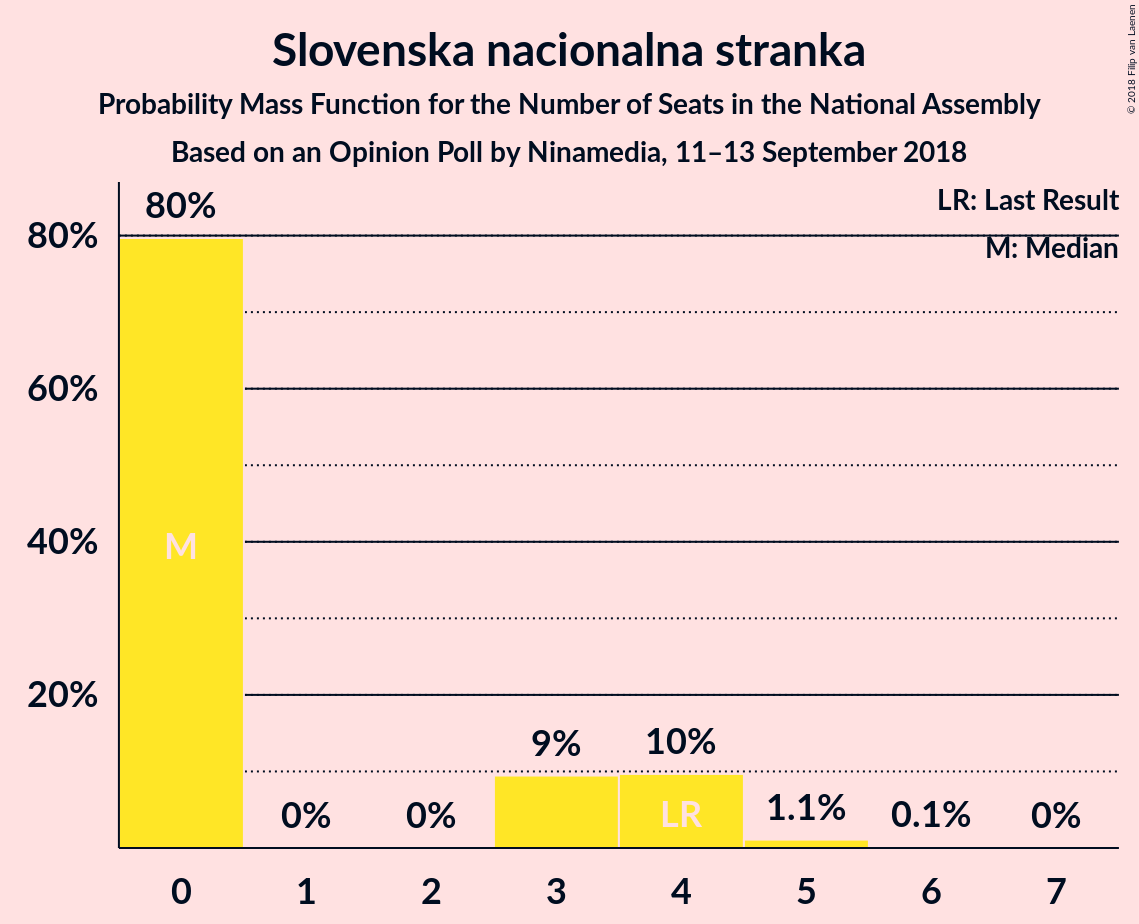 Slovenska nacionalna stranka
Probability Mass Function for the Number of Seats in the National Assembly
Based on an Opinion Poll by Ninamedia, 11–13 September 2018
© 2018 Filip van Laenen
LR: Last Result
M: Median
80%
60%
40%
20%
80%
0%
0%
9%
10%
1.1%
0.1%
0%
M
LR
0 1 2 3 4 5 6 7